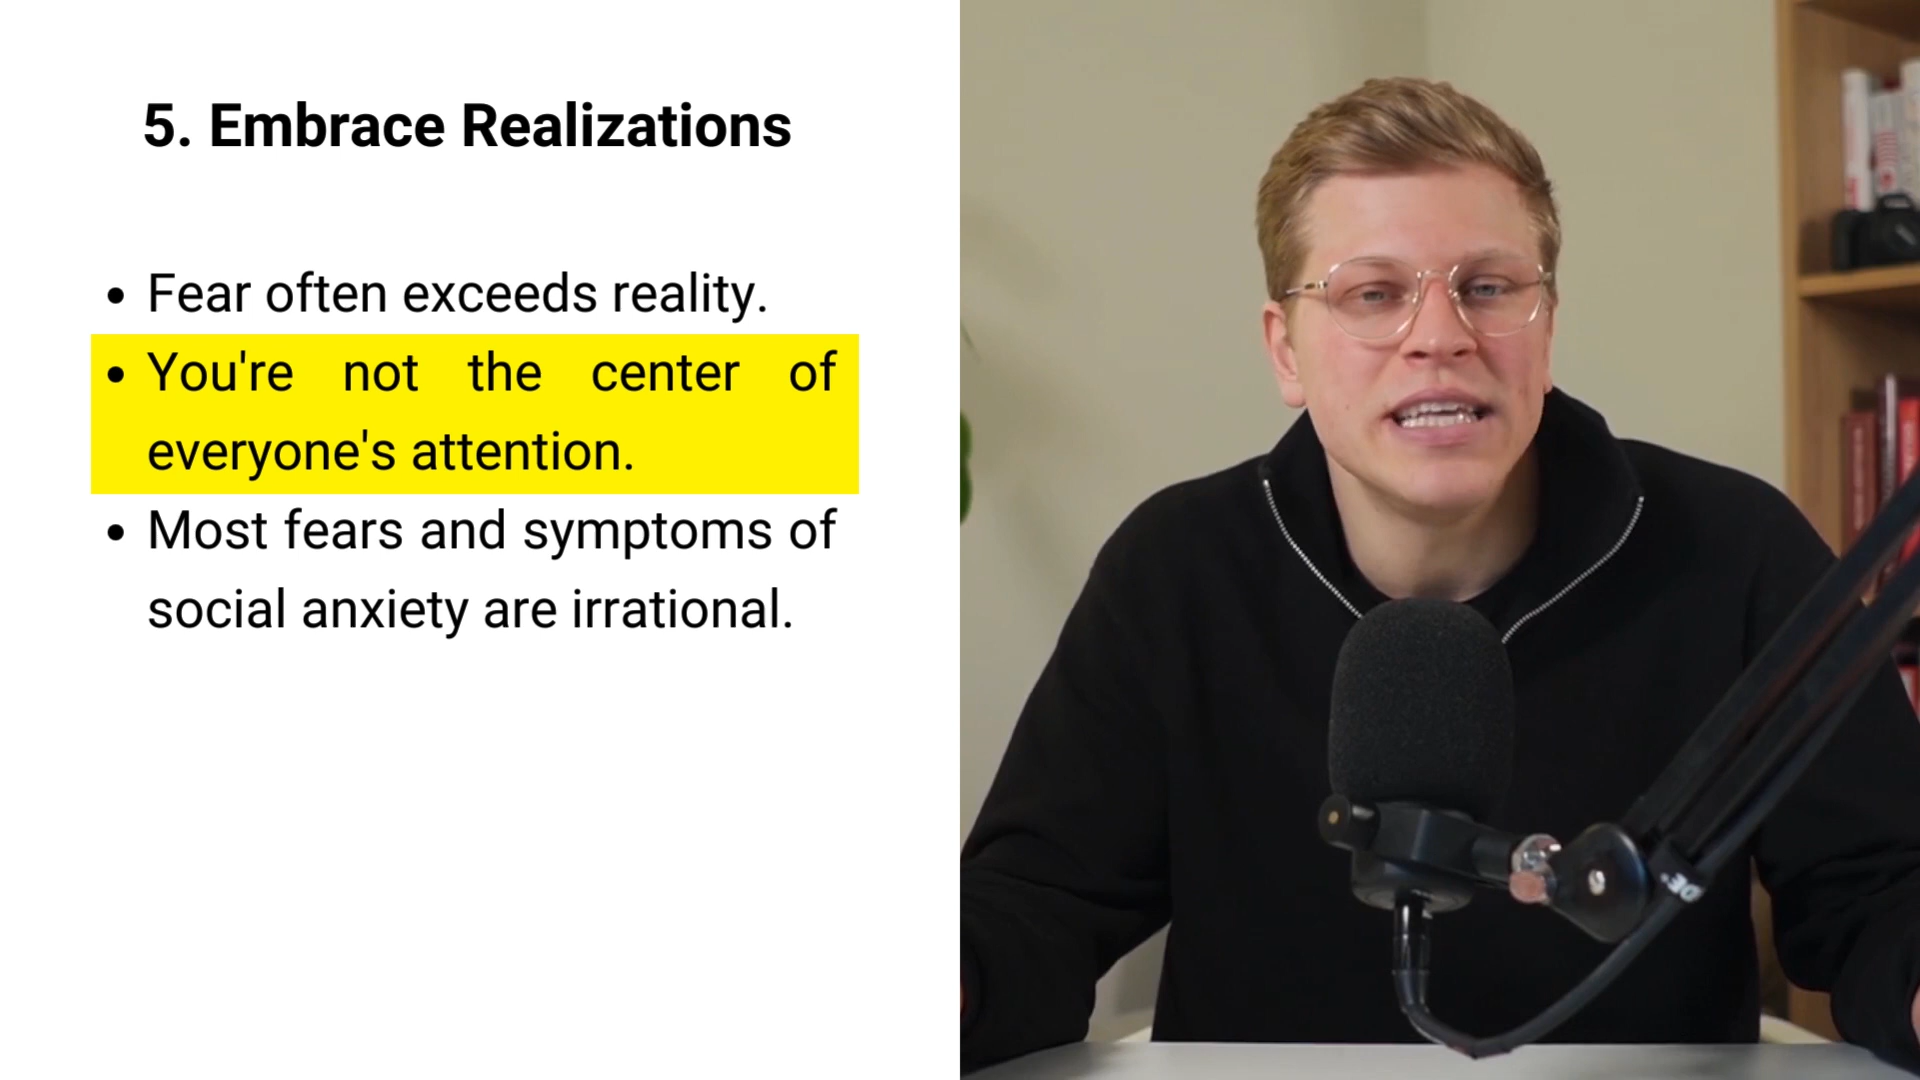 5. Embrace Realizations
• Fear often exceeds reality.
• You're not the center of
everyone's attention.
• Most fears and symptoms of
social anxiety are irrational.